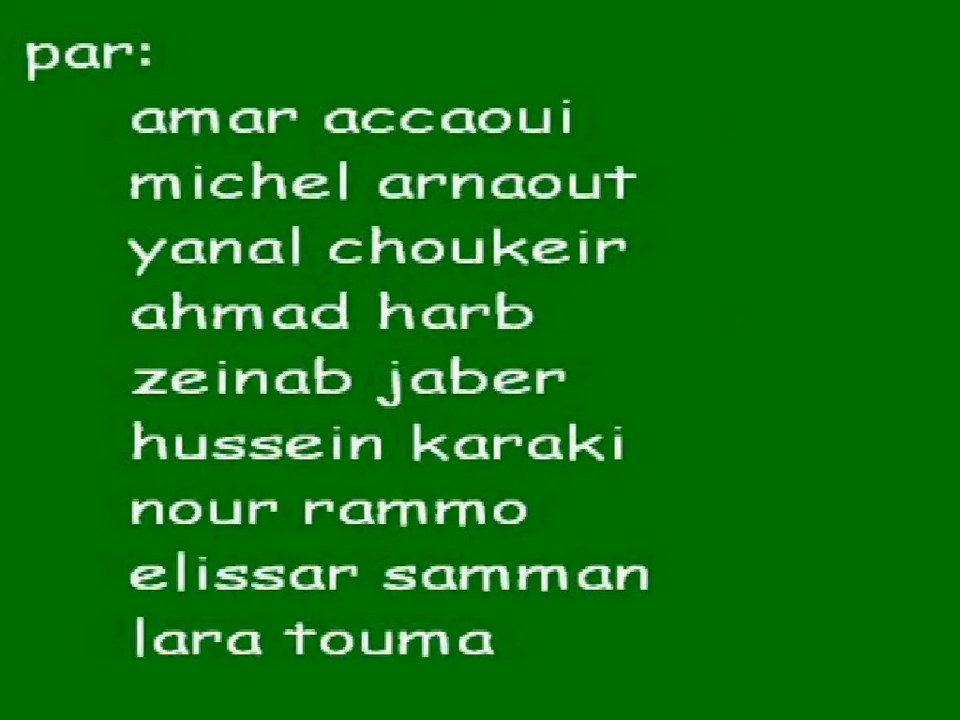 par:
amar accaoui
michel arnaout
yanal choukeir
ahmad harb
zeinab jaber
hussein karaki
nour rammo
elissar samman
lara touma